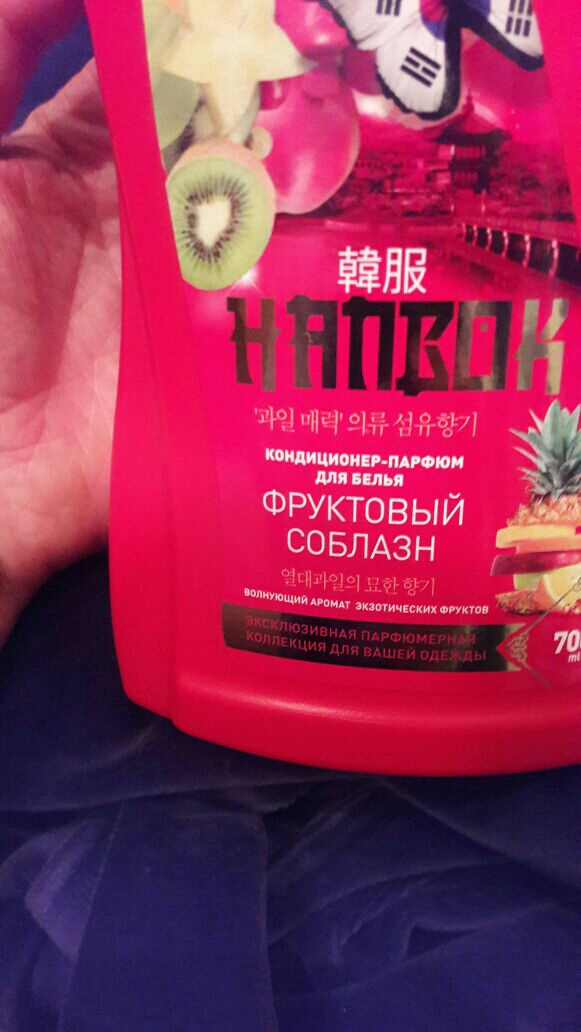 韓服
HANBOK
'과일 매력' 의류 섬유향기
КОНДИЦИОНЕР-ПАРФЮМ
ДЛЯ БЕЛЬЯ
ФРУКТОВЫЙ
СОБЛАЗН
열대과일의 묘한 향기
ВОЛНУЮЩИЙ АРОМАТ ЭКЗОТИЧЕСКИХ ФРУКТОВ
ЭКСКЛЮЗИВНАЯ ПАРФЮМЕРНАЯ
КОЛЛЕКЦИЯ ДЛЯ ВАШЕЙ ОДЕЖДЫ
700
ml